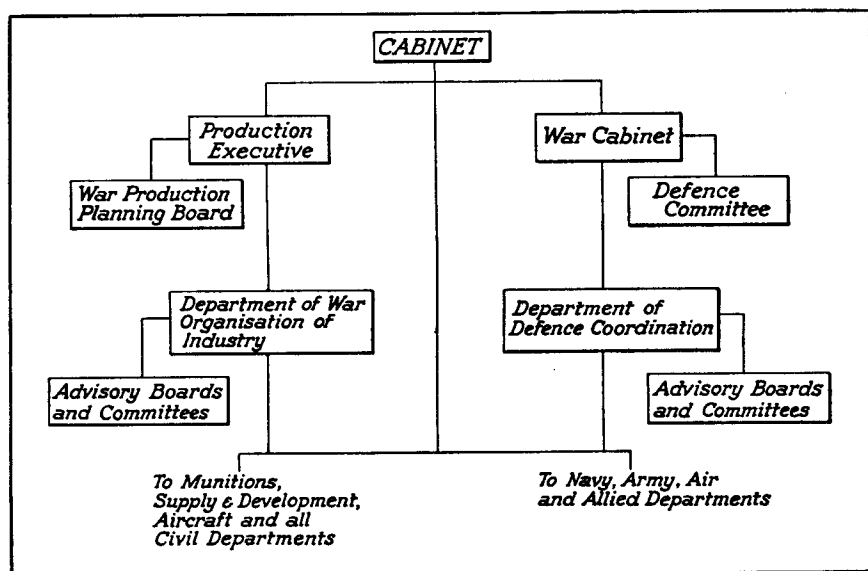 CABINET
Production
Executive
War Cabinet
War Production
Planning Board
Defence
Committee
Department of War
Organisation of
Industry
Department of
Defence Coordination
Advisory Boards
and Committees
Advisory Boards
and Committees
To Munitions,
Supply & Development,
Aircraft and all
Civil Departments
To Navy, Army, Air
and Allied Departments